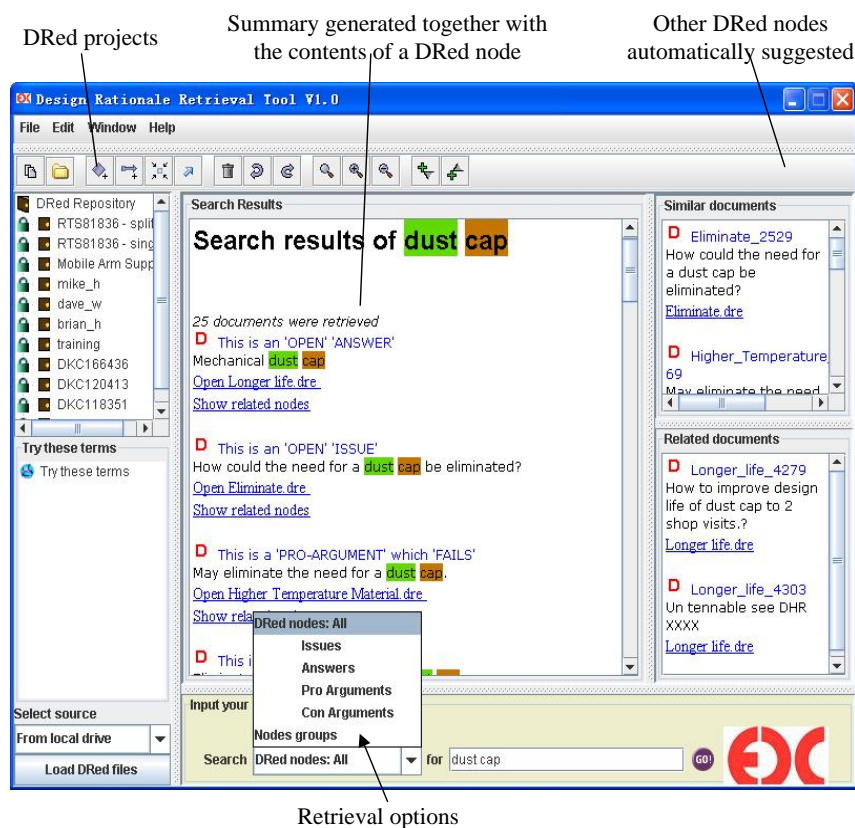 DRed projects
Summary generated together with
the contents of a DRed node
Other DRed nodes
automatically suggested
Design Rationale Retrieval Tool V1.0
File Edit Window Help
DRed Repository
RTS81836 - split
RTS81836 - sing
Mobile Arm Supp
mike_h
dave_w
brian_h
training
DKC166436
DKC120413
DKC118351
Try these terms
Try these terms
Select source
From local drive
Load DRed files
Search Results
Search results of dust cap
25 documents were retrieved
D This is an 'OPEN' 'ANSWER'
Mechanical dust cap
Open Longer life.dre
Show related nodes
D This is an 'OPEN' 'ISSUE'
How could the need for a dust cap be eliminated?
Open Eliminate.dre
Show related nodes
D This is a 'PRO-ARGUMENT' which 'FAILS'
May eliminate the need for a dust cap.
Open Higher Temperature Material.dre
Show rela
D This i
DRed nodes: All
Issues
Answers
Pro Arguments
Con Arguments
Nodes groups
Input your
Search DRed nodes: All for dust cap GO!
Similar documents
D Eliminate_2529
How could the need for
a dust cap be
eliminated?
Eliminate.dre
D Higher_Temperature_
69
May eliminate the need
Related documents
D Longer_life_4279
How to improve design
life of dust cap to 2
shop visits.?
Longer life.dre
D Longer_life_4303
Un tennable see DHR
XXXX
Longer life.dre
EDC
Retrieval options